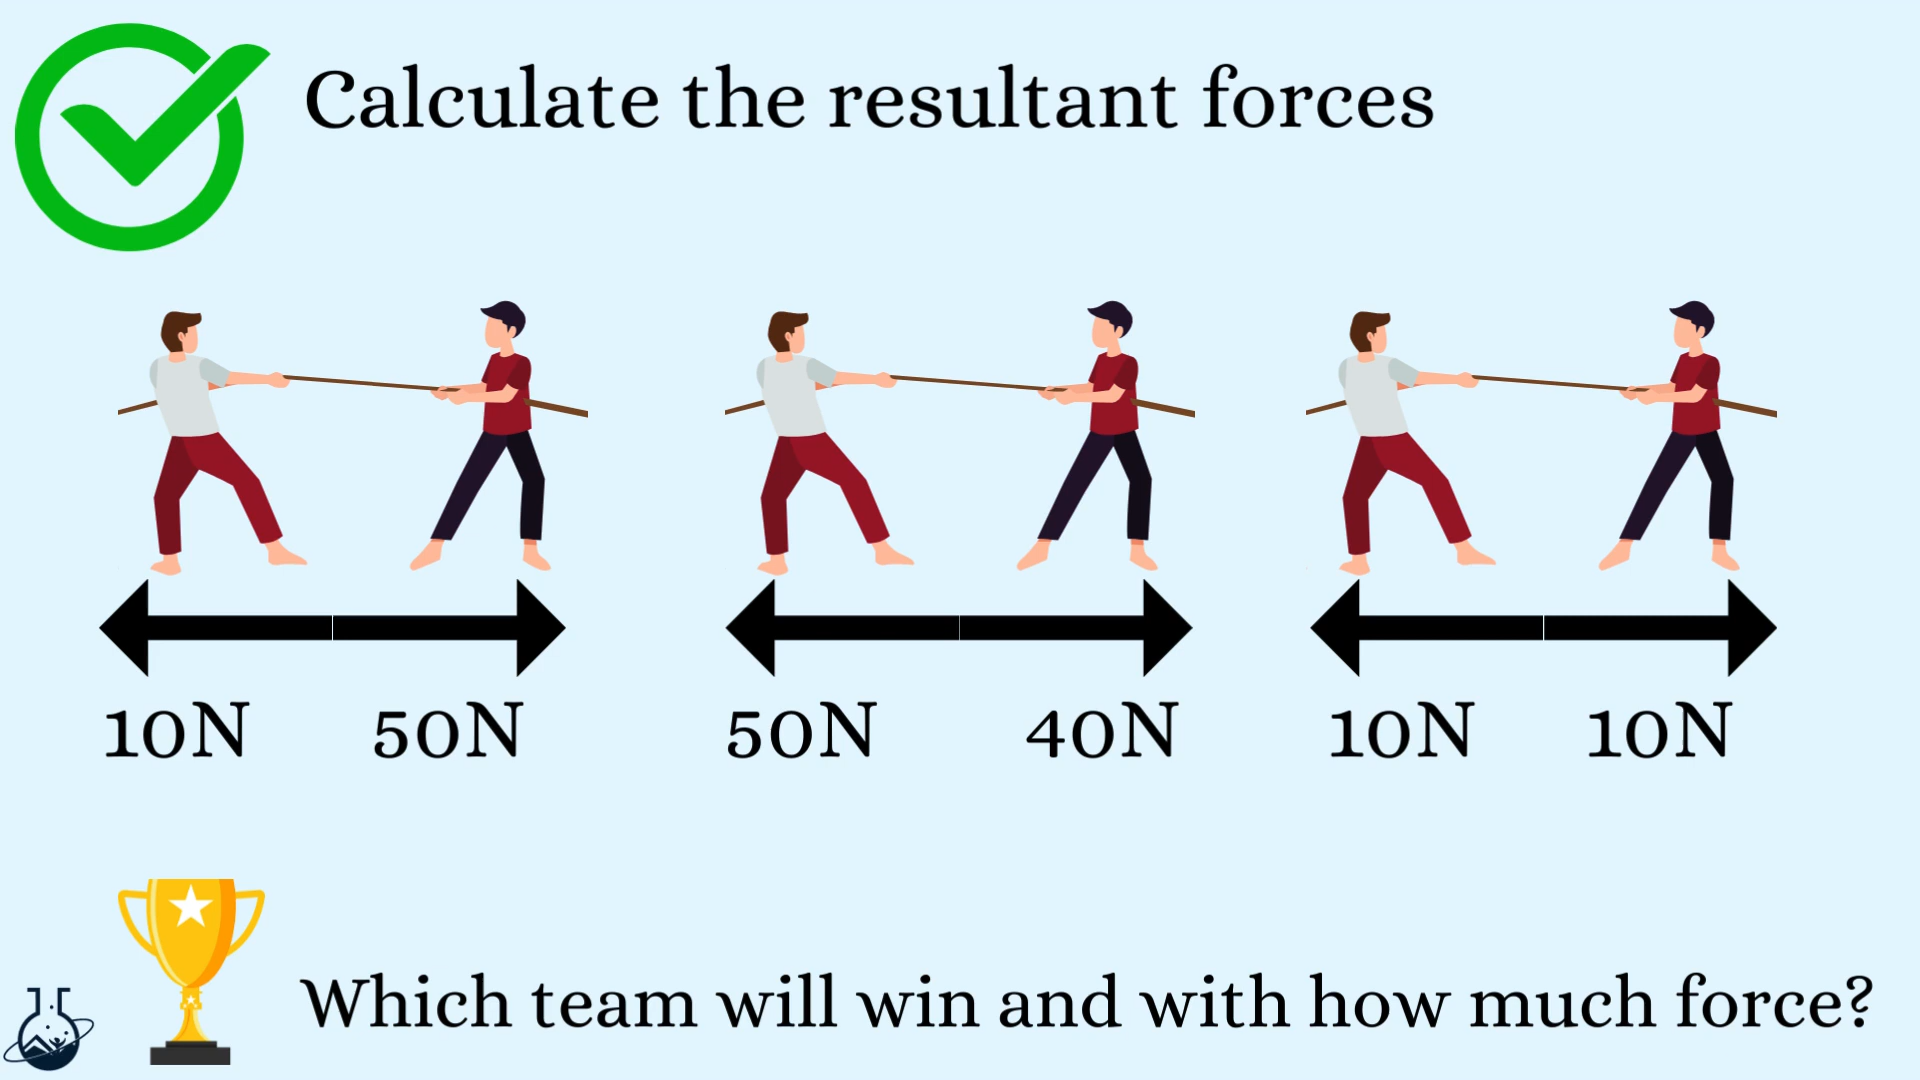 Calculate the resultant forces
10N 50N 50N 40N 10N 10N
Which team will win and with how much force?